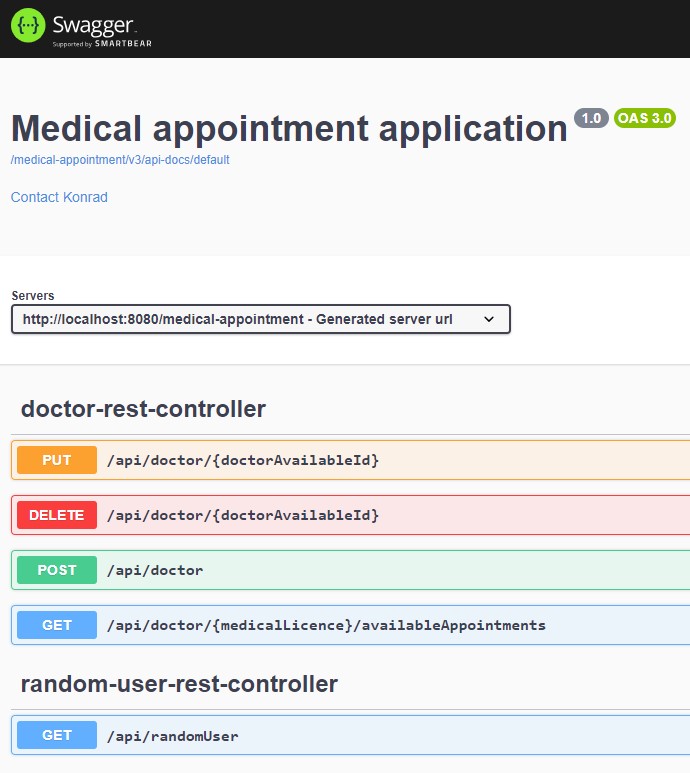 {···} Swagger
Supported by SMARTBEAR
Medical appointment application 1.0 OAS 3.0
/medical-appointment/v3/api-docs/default
Contact Konrad
Servers
http://localhost:8080/medical-appointment - Generated server url
doctor-rest-controller
PUT /api/doctor/{doctorAvailableId}
DELETE /api/doctor/{doctorAvailableId}
POST /api/doctor
GET /api/doctor/{medicalLicence}/availableAppointments
random-user-rest-controller
GET /api/randomUser